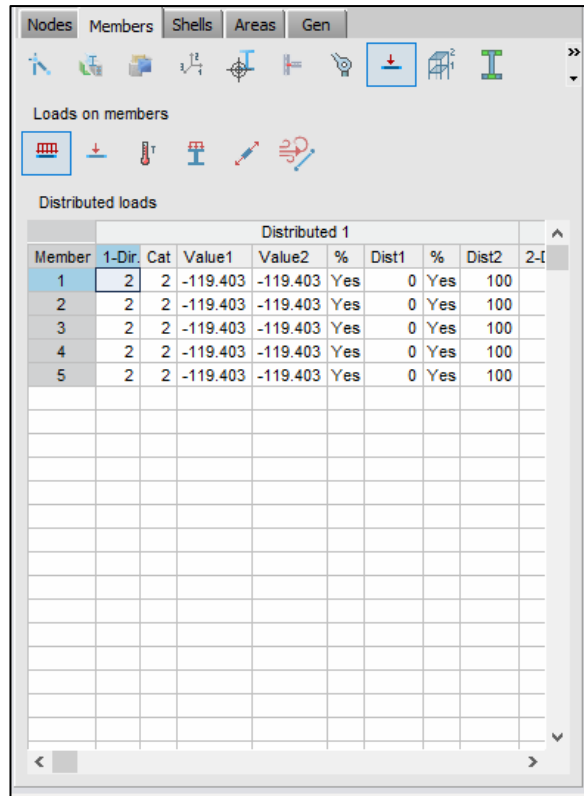 Nodes Members Shells Areas Gen
Loads on members
Distributed loads
Distributed 1
Member 1-Dir. Cat Value1 Value2 % Dist1 % Dist2
1 2 2 -119.403 -119.403 Yes 0 Yes 100
2 2 2 -119.403 -119.403 Yes 0 Yes 100
3 2 2 -119.403 -119.403 Yes 0 Yes 100
4 2 2 -119.403 -119.403 Yes 0 Yes 100
5 2 2 -119.403 -119.403 Yes 0 Yes 100